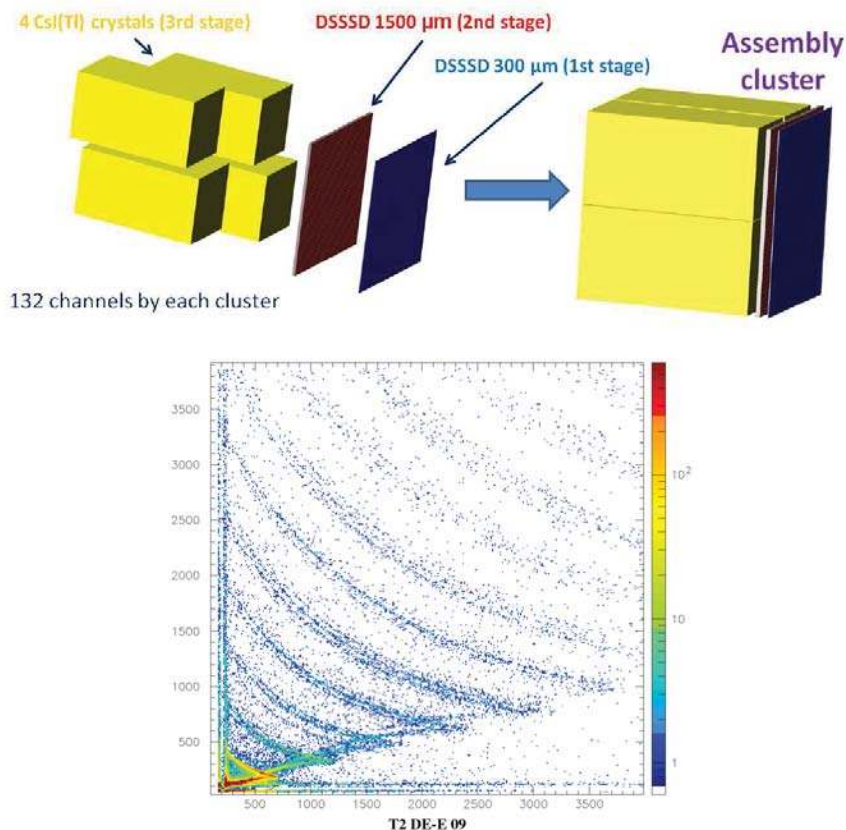 4 CsI(Tl) crystals (3rd stage)
DSSSD 1500 μm (2nd stage)
DSSSD 300 μm (1st stage)
Assembly
cluster
132 channels by each cluster
3500
3000
2500
2000
1500
1000
500
10²
10
1
500 1000 1500 2000 2500 3000 3500
T2 DE-E 09